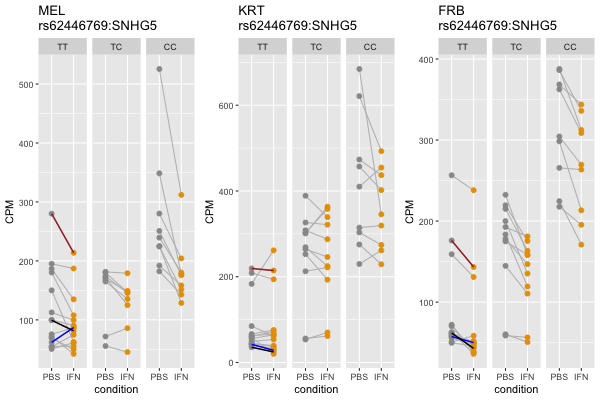 MEL
rs62446769:SNHG5
TT TC CC
500
400
300
200
100
CPM
PBS IFN PBS IFN PBS IFN
condition
KRT
rs62446769:SNHG5
TT TC CC
600
400
200
0
CPM
PBS IFN PBS IFN PBS IFN
condition
FRB
rs62446769:SNHG5
TT TC CC
400
300
200
100
CPM
PBS IFN PBS IFN PBS IFN
condition